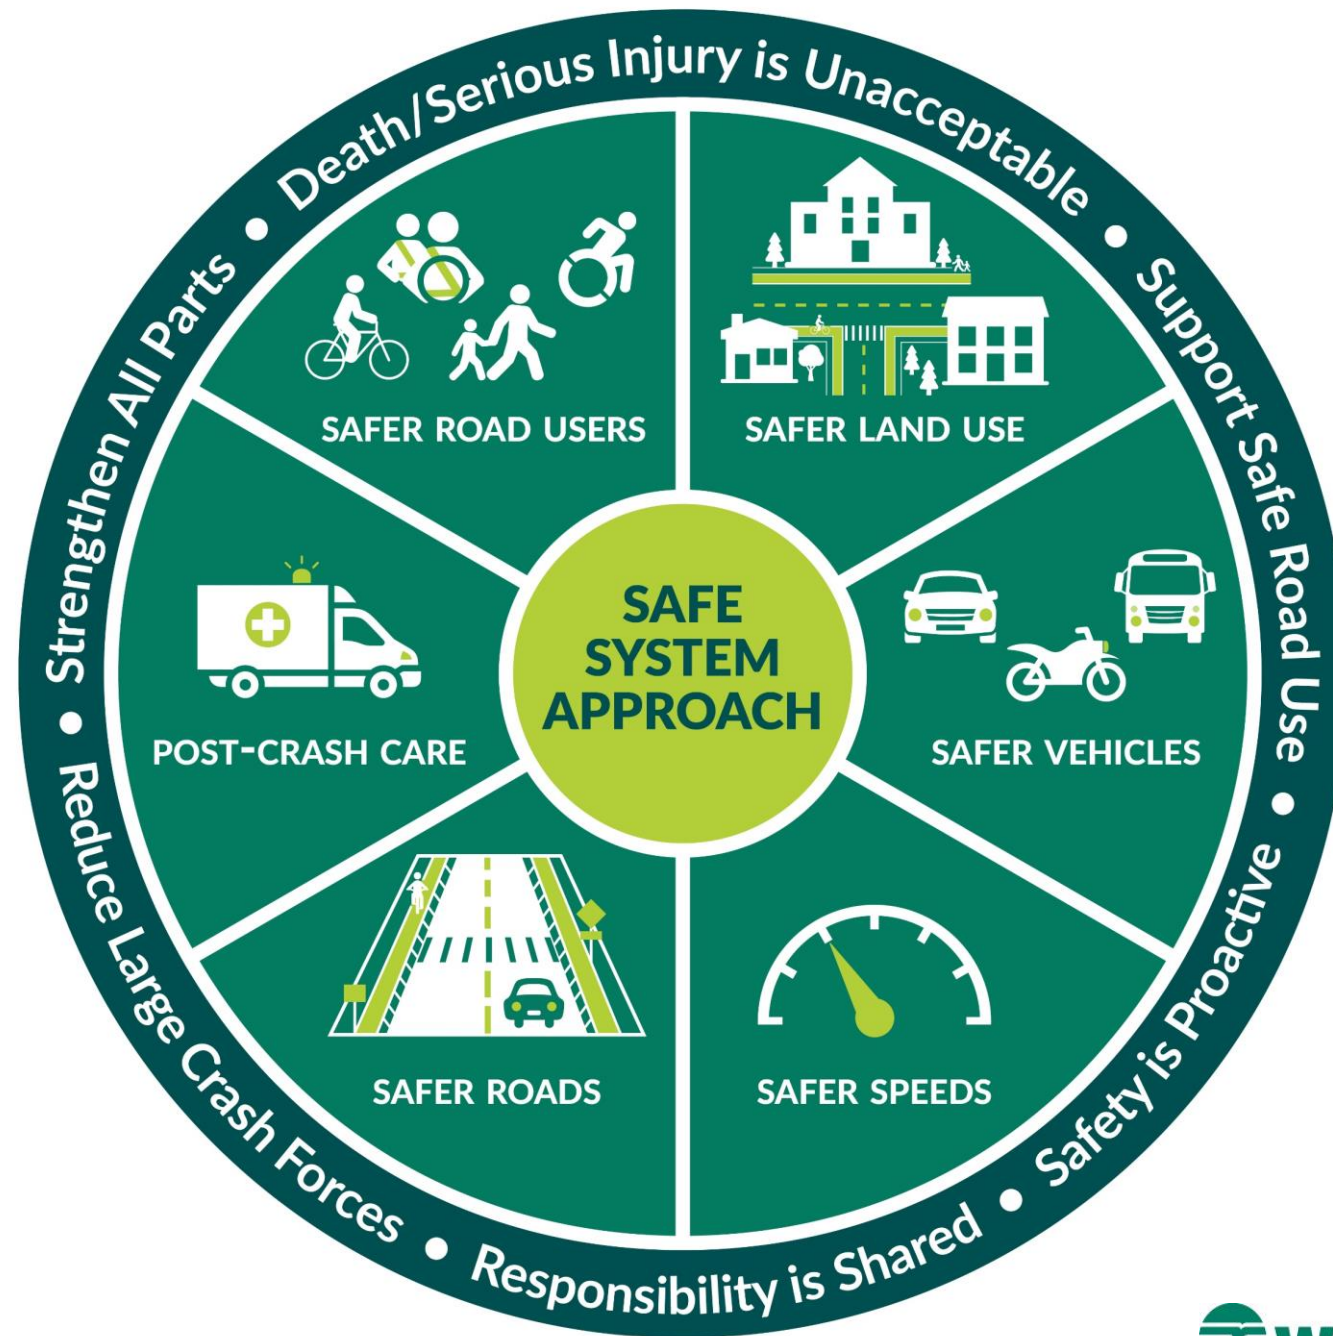 Death/Serious Injury is Unacceptable
• Support Safe Road Use
• Safety is Proactive
• Responsibility is Shared
• Reduce Large Crash Forces
• Strengthen All Parts •
SAFER ROAD USERS
SAFER LAND USE
SAFE
SYSTEM
APPROACH
POST-CRASH CARE
SAFER VEHICLES
SAFER ROADS
SAFER SPEEDS